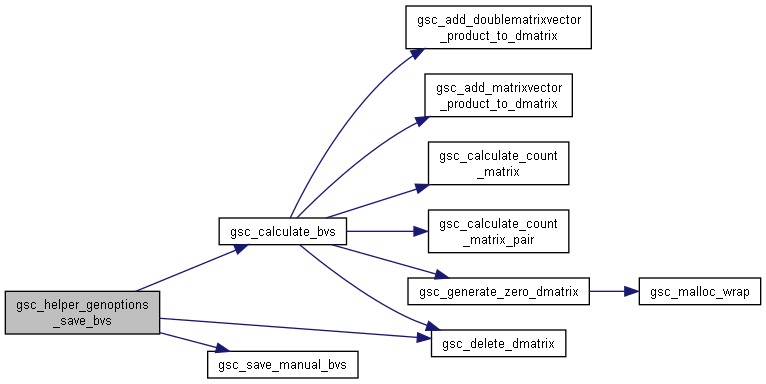 gsc_add_doublematrixvector
_product_to_dmatrix
gsc_add_matrixvector
_product_to_dmatrix
gsc_calculate_count
_matrix
gsc_calculate_bvs
gsc_calculate_count
_matrix_pair
gsc_generate_zero_dmatrix
gsc_malloc_wrap
gsc_helper_genoptions
_save_bvs
gsc_delete_dmatrix
gsc_save_manual_bvs